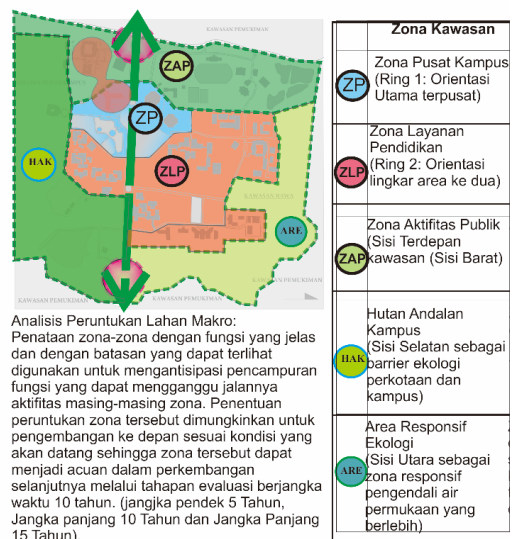 KAWASAN PEMUKIMAN
ZAP
ZP
HAK
ZLP
ARE
KAWASAN PEMUKIMAN
KAWASAN PEMUKIMAN
KAWASAN PEMUKIMAN
Analisis Peruntukan Lahan Makro:
Penataan zona-zona dengan fungsi yang jelas
dan dengan batasan yang dapat terlihat
digunakan untuk mengantisipasi pencampuran
fungsi yang dapat mengganggu jalannya
aktifitas masing-masing zona. Penentuan
peruntukan zona tersebut dimungkinkan untuk
pengembangan ke depan sesuai kondisi yang
akan datang sehingga zona tersebut dapat
menjadi acuan dalam perkembangan
selanjutnya melalui tahapan evaluasi berjangka
waktu 10 tahun. (jangjka pendek 5 Tahun,
Jangka panjang 10 Tahun dan Jangka Panjang
15 Tahun)
Zona Kawasan
ZP
Zona Pusat Kampus
(Ring 1: Orientasi
Utama terpusat)
ZLP
Zona Layanan
Pendidikan
(Ring 2: Orientasi
lingkar area ke dua)
ZAP
Zona Aktifitas Publik
(Sisi Terdepan
kawasan (Sisi Barat)
HAK
Hutan Andalan
Kampus
(Sisi Selatan sebagai
barrier ekologi
perkotaan dan
kampus)
ARE
Area Responsif
Ekologi
(Sisi Utara sebagai
zona responsif
pengendali air
permukaan yang
berlebih)